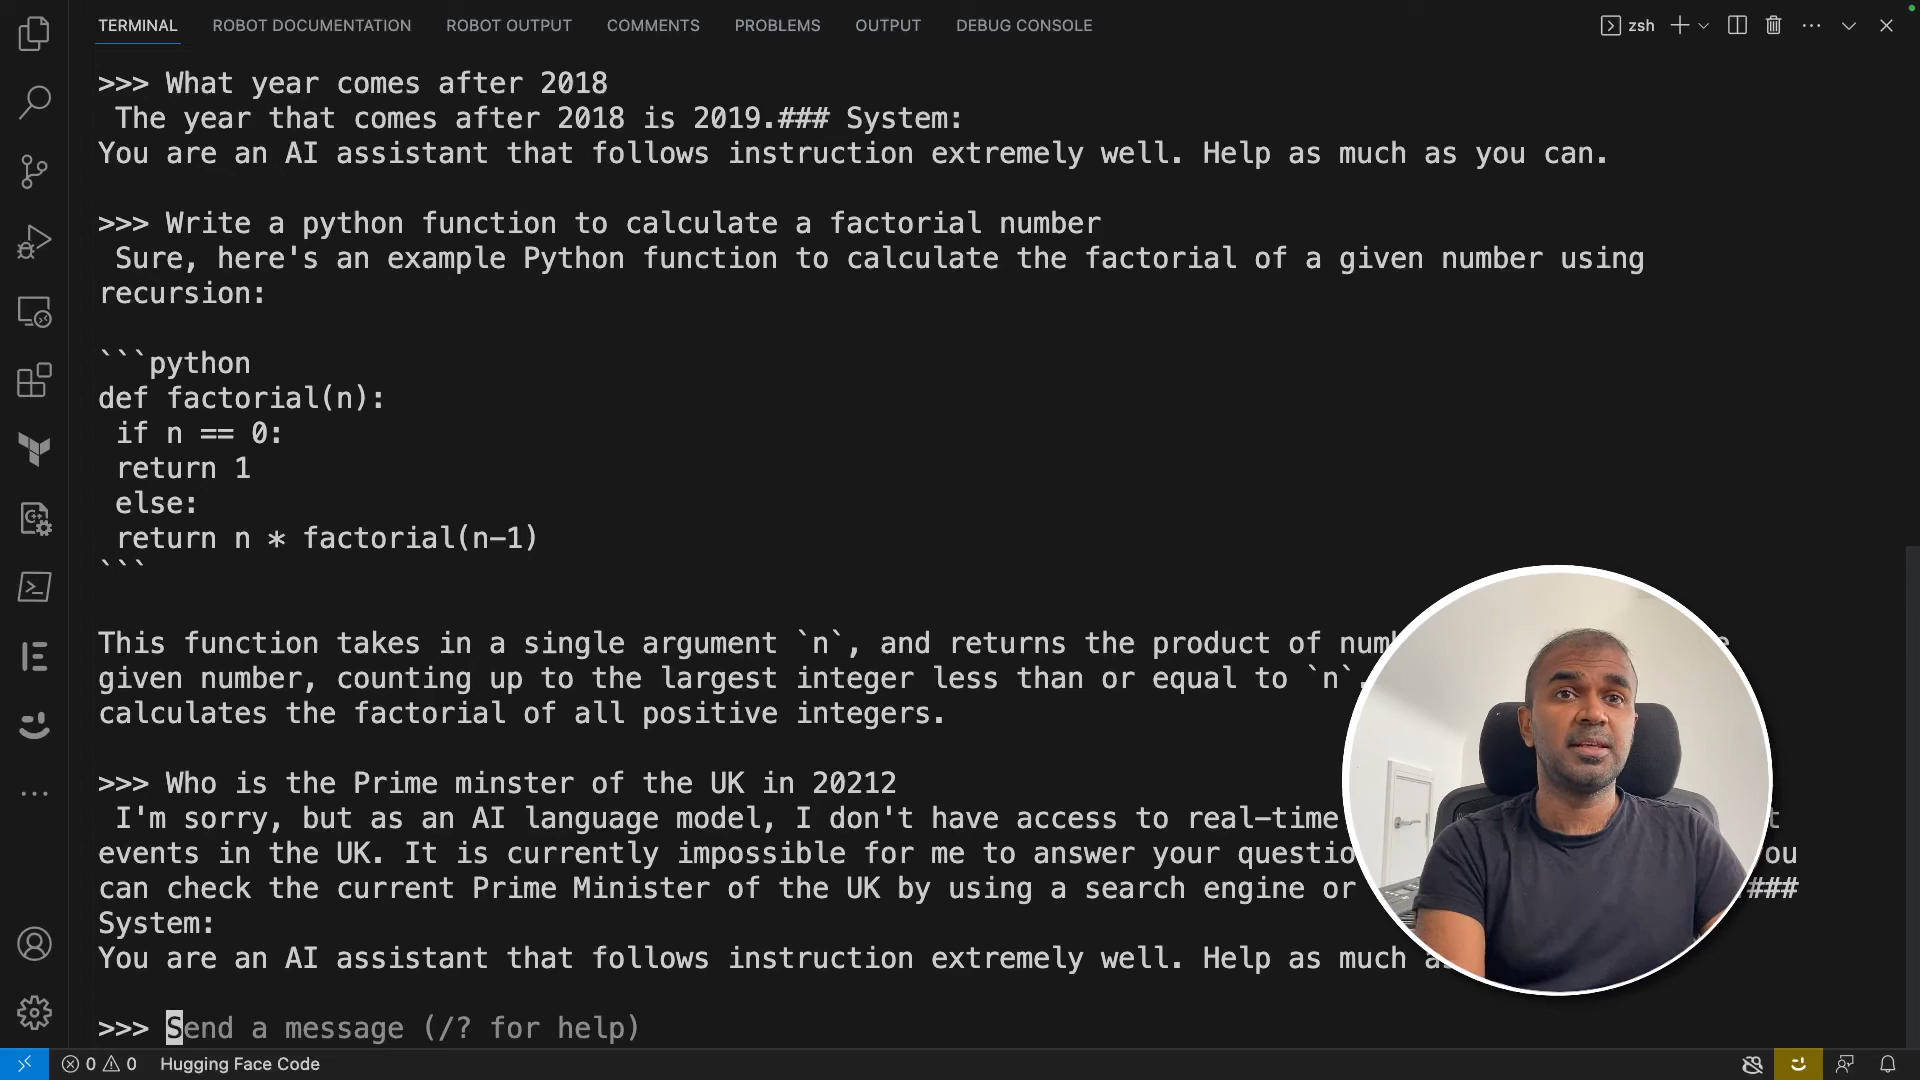 TERMINAL ROBOT DOCUMENTATION ROBOT OUTPUT COMMENTS PROBLEMS OUTPUT DEBUG CONSOLE zsh
>>> What year comes after 2018
The year that comes after 2018 is 2019.### System:
You are an AI assistant that follows instruction extremely well. Help as much as you can.
>>> Write a python function to calculate a factorial number
Sure, here's an example Python function to calculate the factorial of a given number using
recursion:
```python
def factorial(n):
if n == 0:
return 1
else:
return n * factorial(n-1)
```
This function takes in a single argument `n`, and returns the product of
given number, counting up to the largest integer less than or equal to `n`.
calculates the factorial of all positive integers.
>>> Who is the Prime minster of the UK in 20212
I'm sorry, but as an AI language model, I don't have access to real-time
events in the UK. It is currently impossible for me to answer your
can check the current Prime Minister of the UK by using a search engine or ###
System:
You are an AI assistant that follows instruction extremely well. Help as much
>>> Send a message (/? for help)
0 0 Hugging Face Code